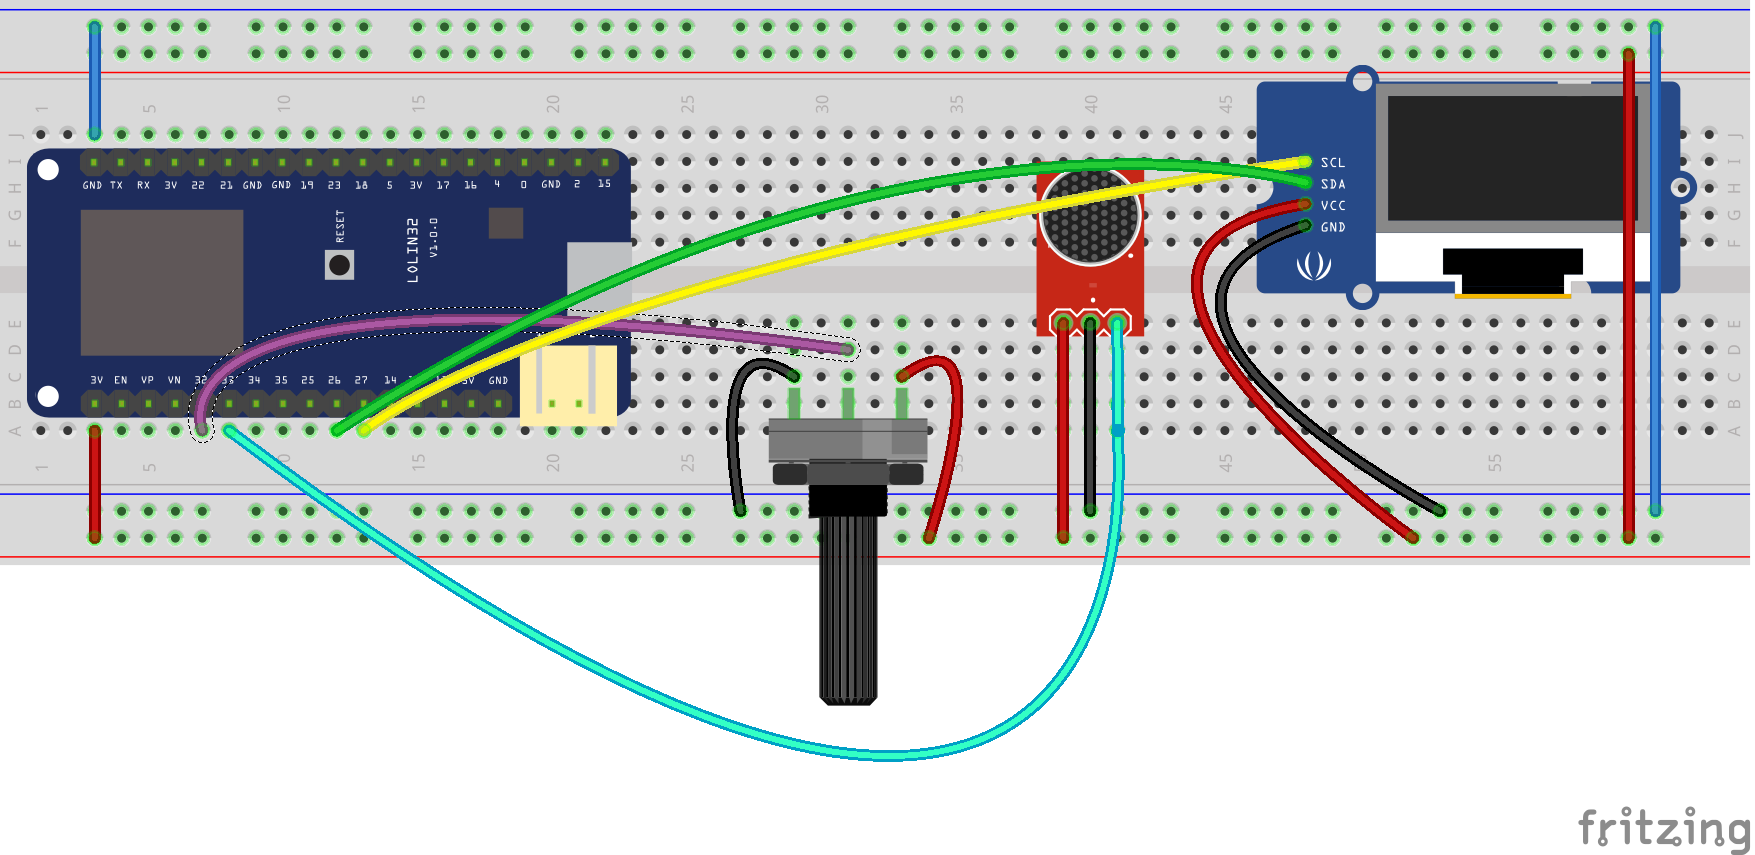 1 5 10 15 20 25 30 35 40 45
J J
I I
H H
G G
F F
GND TX RX 3V 22 21 GND GND 19 23 18 5 3V 17 16 4 0 GND 2 15
RESET
LOLIN32
V1.0.0
SCL
SDA
VCC
GND
E E
D D
C C
B B
A A
3V EN VP VN 32 33 34 35 25 26 27 14 5V GND
1 5 10 15 20 25 35 45 55
fritzing